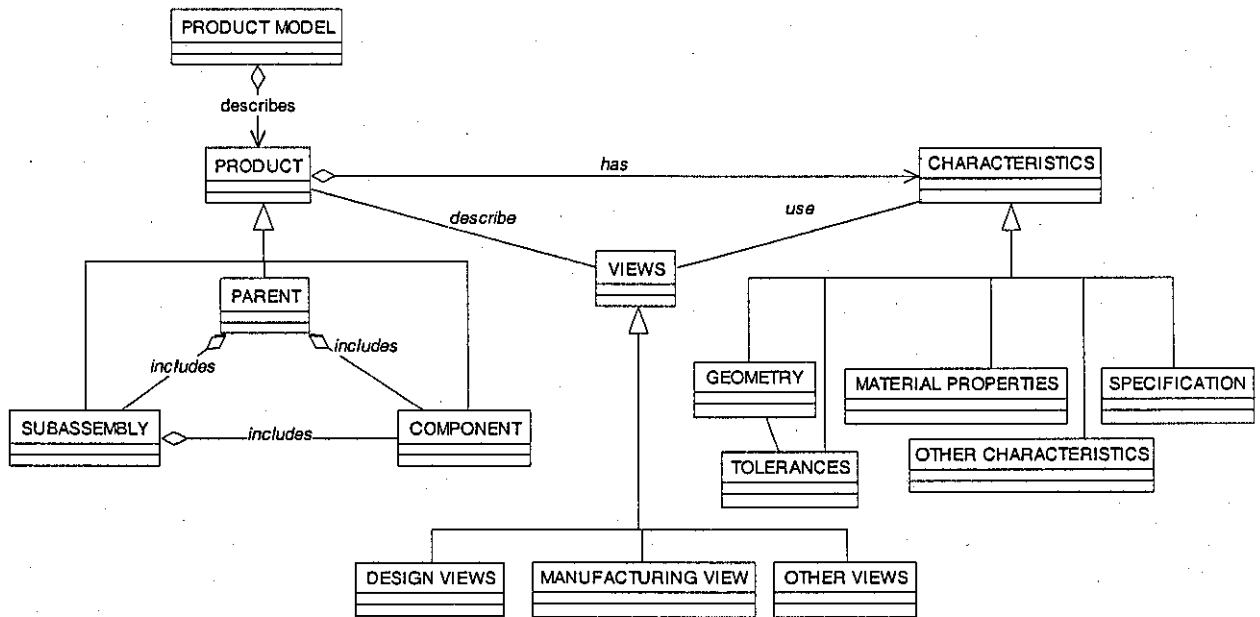 PRODUCT MODEL
describes
PRODUCT
has
CHARACTERISTICS
describe
use
VIEWS
PARENT
includes
includes
GEOMETRY
MATERIAL PROPERTIES
SPECIFICATION
SUBASSEMBLY
includes
COMPONENT
OTHER CHARACTERISTICS
TOLERANCES
DESIGN VIEWS
MANUFACTURING VIEW
OTHER VIEWS